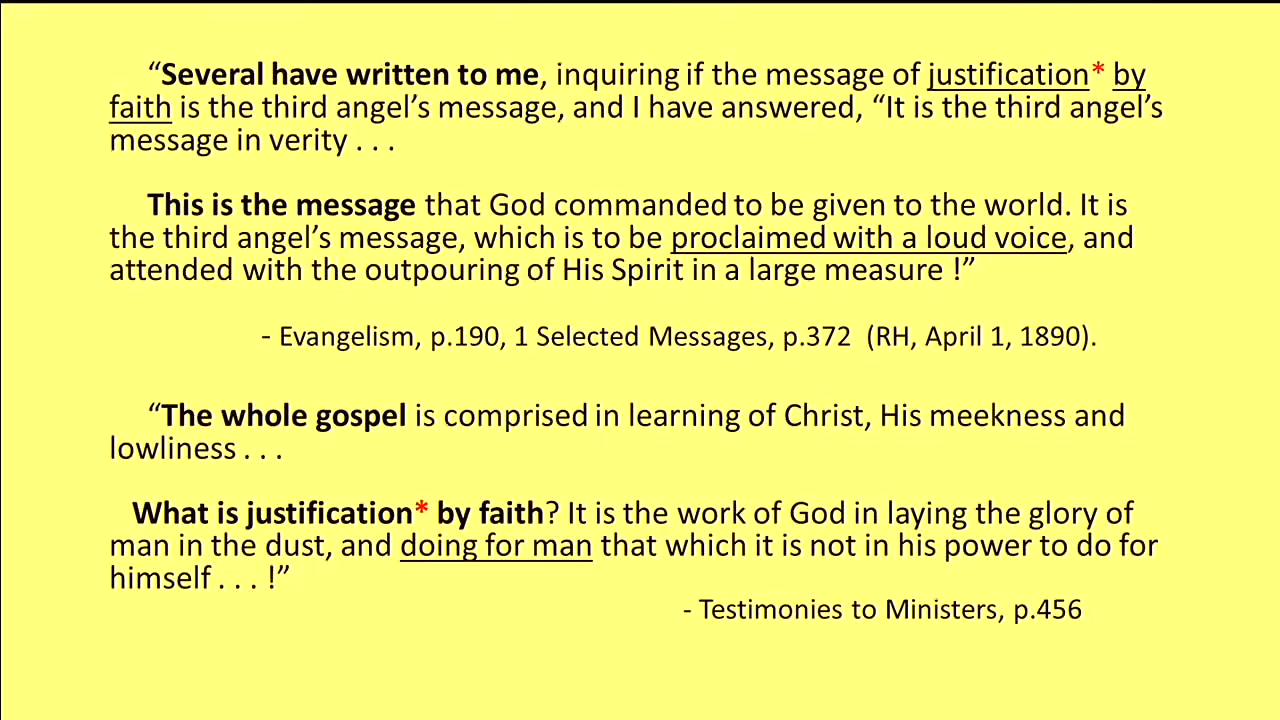 “Several have written to me, inquiring if the message of justification* by
faith is the third angel’s message, and I have answered, “It is the third angel’s
message in verity . . .
This is the message that God commanded to be given to the world. It is
the third angel’s message, which is to be proclaimed with a loud voice, and
attended with the outpouring of His Spirit in a large measure !”
- Evangelism, p.190, 1 Selected Messages, p.372 (RH, April 1, 1890).
“The whole gospel is comprised in learning of Christ, His meekness and
lowliness . . .
What is justification* by faith? It is the work of God in laying the glory of
man in the dust, and doing for man that which it is not in his power to do for
himself . . . !”
- Testimonies to Ministers, p.456